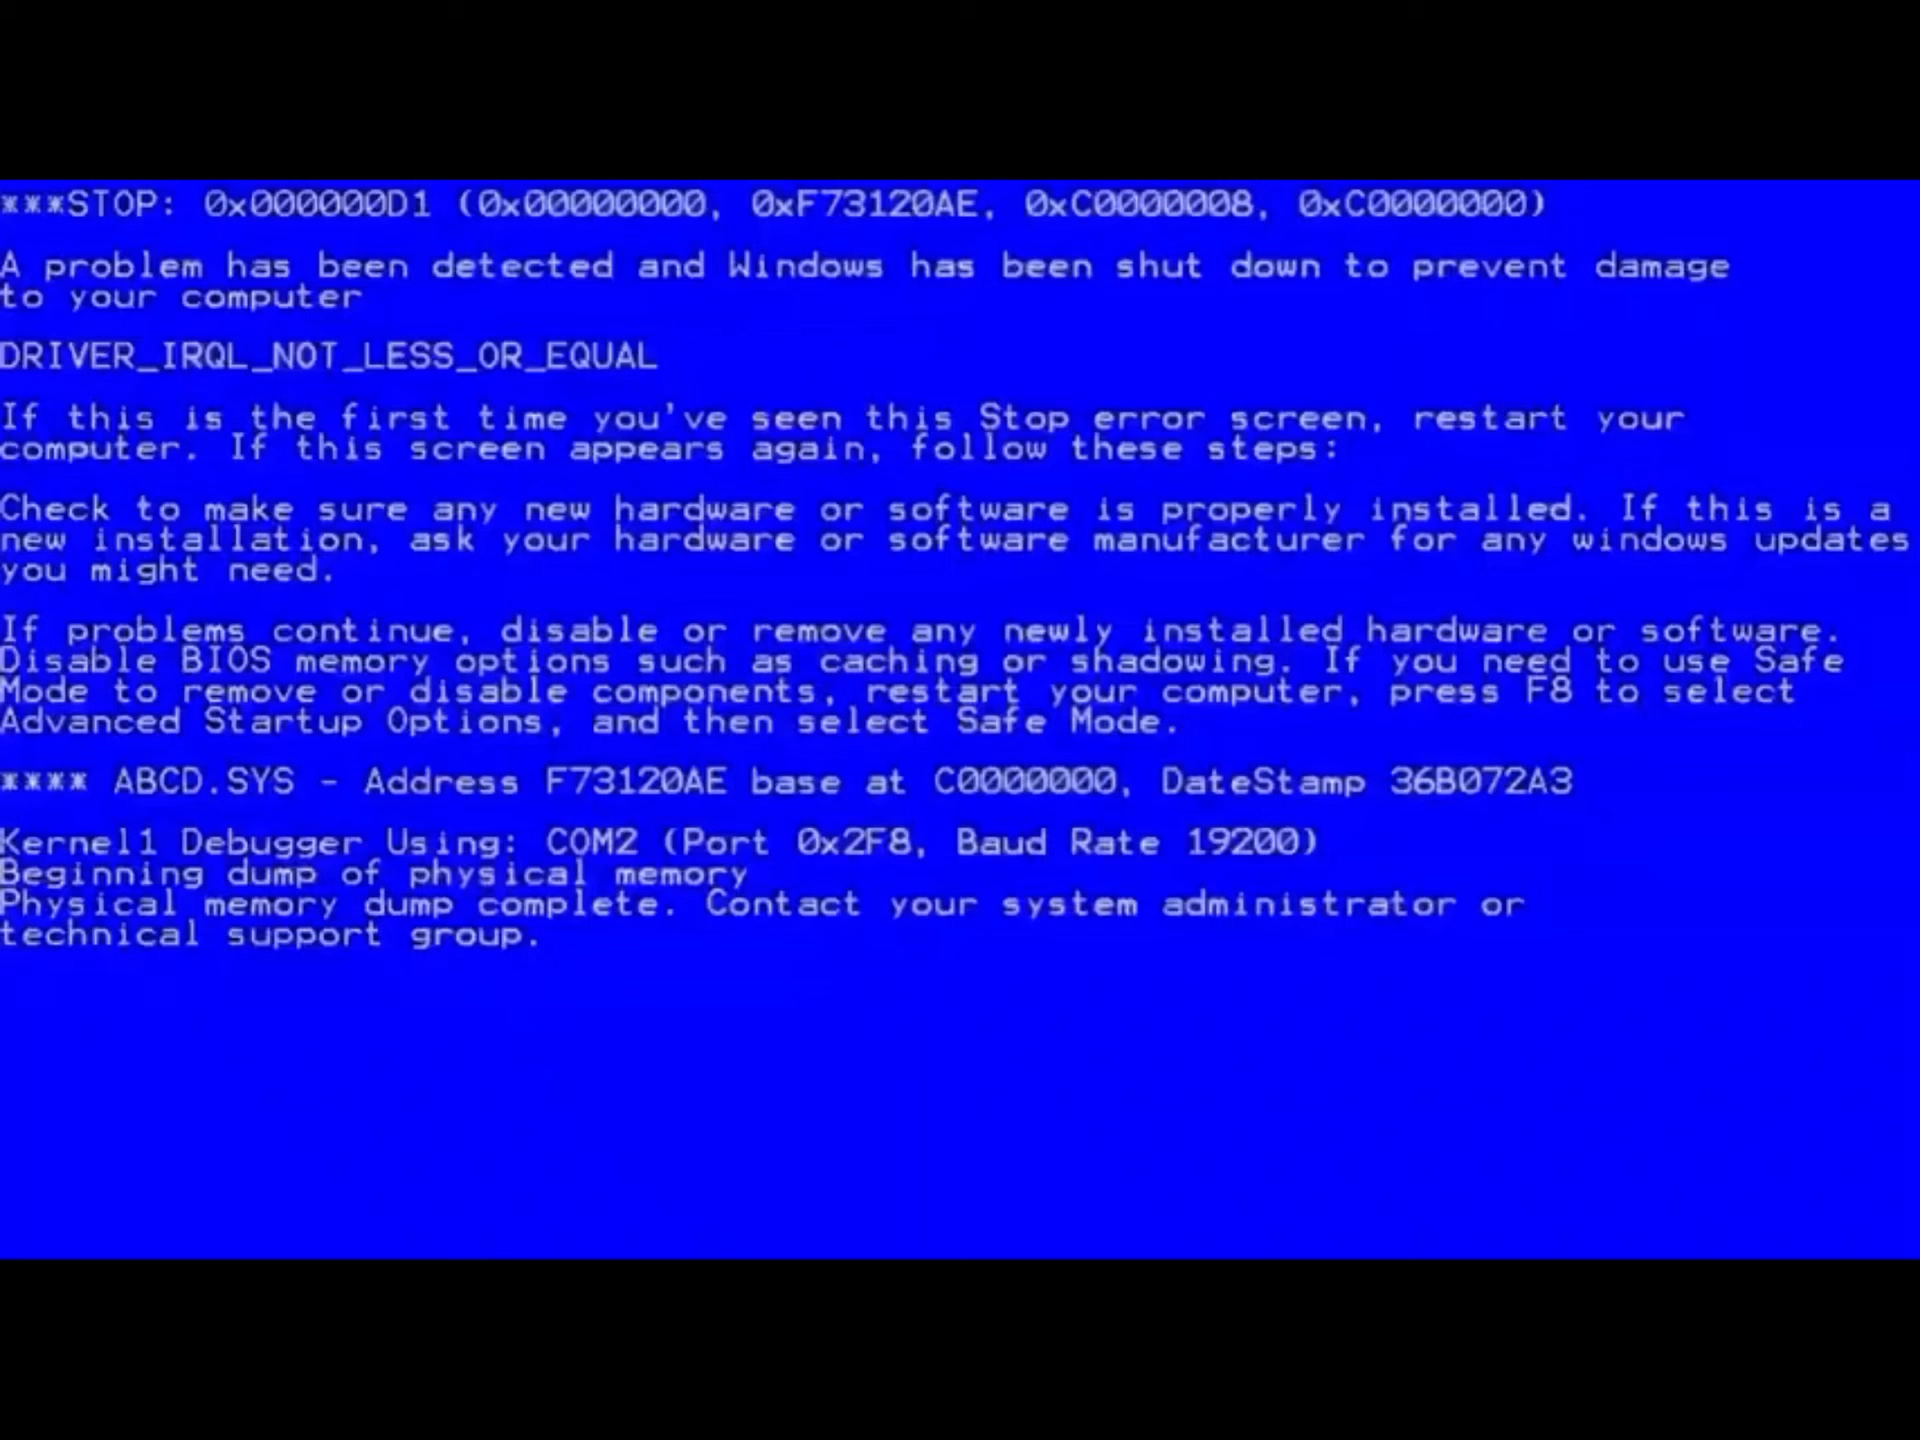 ***STOP: 0x000000D1 (0x00000000, 0xF73120AE, 0xC0000008, 0xC0000000)
A problem has been detected and Windows has been shut down to prevent damage
to your computer
DRIVER_IRQL_NOT_LESS_OR_EQUAL
If this is the first time you've seen this Stop error screen, restart your
computer. If this screen appears again, follow these steps:
Check to make sure any new hardware or software is properly installed. If this is a
new installation, ask your hardware or software manufacturer for any windows updates
you might need.
If problems continue, disable or remove any newly installed hardware or software.
Disable BIOS memory options such as caching or shadowing. If you need to use Safe
Mode to remove or disable components, restart your computer, press F8 to select
Advanced Startup Options, and then select Safe Mode.
**** ABCD.SYS - Address F73120AE base at C0000000, DateStamp 36B072A3
Kernel1 Debugger Using: COM2 (Port 0x2F8, Baud Rate 19200)
Beginning dump of physical memory
Physical memory dump complete. Contact your system administrator or
technical support group.